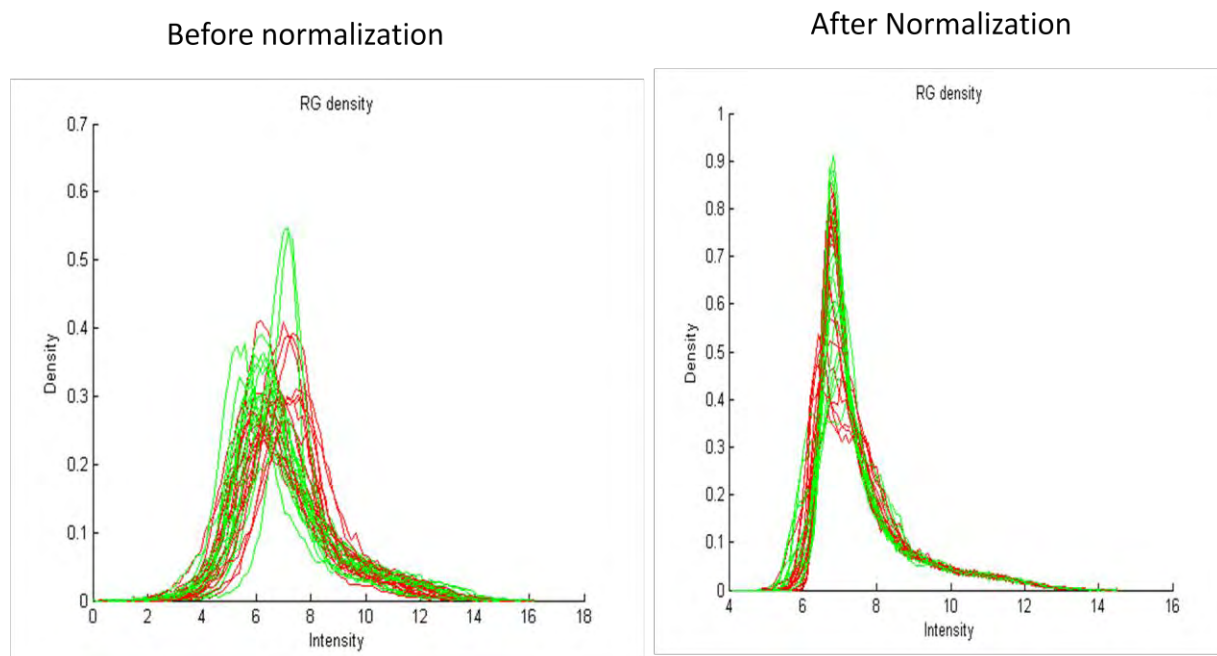 Before normalization
After Normalization
RG density
0.7
0.6
0.5
0.4
0.3
0.2
0.1
0
Density
0 2 4 6 8 10 12 14 16 18
Intensity
RG density
1
0.9
0.8
0.7
0.6
0.5
0.4
0.3
0.2
0.1
0
Density
4 6 8 10 12 14 16
Intensity